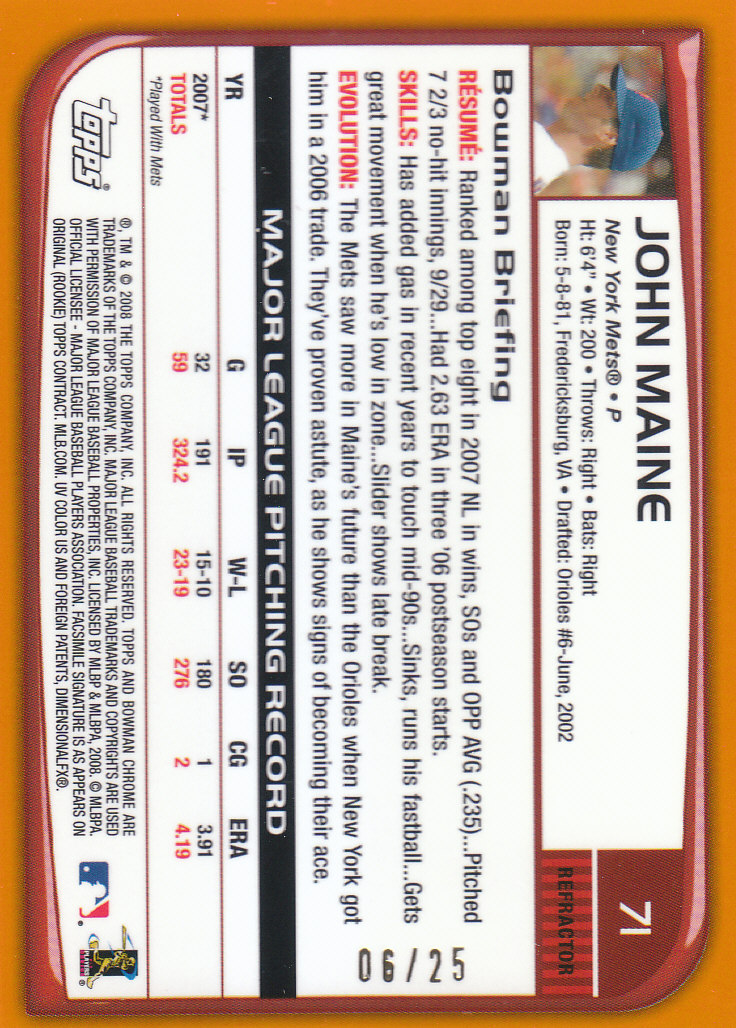 JOHN MAINE
71
New York Mets® • P
Ht: 6'4" • Wt: 200 • Throws: Right • Bats: Right
Born: 5-8-81, Fredericksburg, VA • Drafted: Orioles #6-June, 2002
REFRACTOR
Bowman Briefing
RÉSUMÉ: Ranked among top eight in 2007 NL in wins, SOs and OPP AVG (.235)...Pitched
7 2/3 no-hit innings, 9/29...Had 2.63 ERA in three '06 postseason starts.
SKILLS: Has added gas in recent years to touch mid-90s...Sinks, runs his fastball...Gets
great movement when he's low in zone...Slider shows late break.
EVOLUTION: The Mets saw more in Maine's future than the Orioles when New York got
him in a 2006 trade. They've proven astute, as he shows signs of becoming their ace.
06/25
MAJOR LEAGUE PITCHING RECORD
YR G IP W-L SO CG ERA
2007* 32 191 15-10 180 1 3.91
TOTALS 59 324.2 23-19 276 2 4.19
*Played With Mets
topps®
®, TM & © 2008 THE TOPPS COMPANY, INC. ALL RIGHTS RESERVED. TOPPS AND BOWMAN CHROME ARE
TRADEMARKS OF THE TOPPS COMPANY, INC. MAJOR LEAGUE BASEBALL TRADEMARKS AND COPYRIGHTS ARE USED
WITH PERMISSION OF MAJOR LEAGUE BASEBALL PROPERTIES, INC. LICENSED BY MLBP & MLBPA, 2008. © MLBPA
OFFICIAL LICENSEE - MAJOR LEAGUE BASEBALL PLAYERS ASSOCIATION. FACSIMILE SIGNATURE IS AS APPEARS ON
ORIGINAL (ROOKIE) TOPPS CONTRACT. MLB.COM. UV COLOR US AND FOREIGN PATENTS, DIMENSIONALFX®.